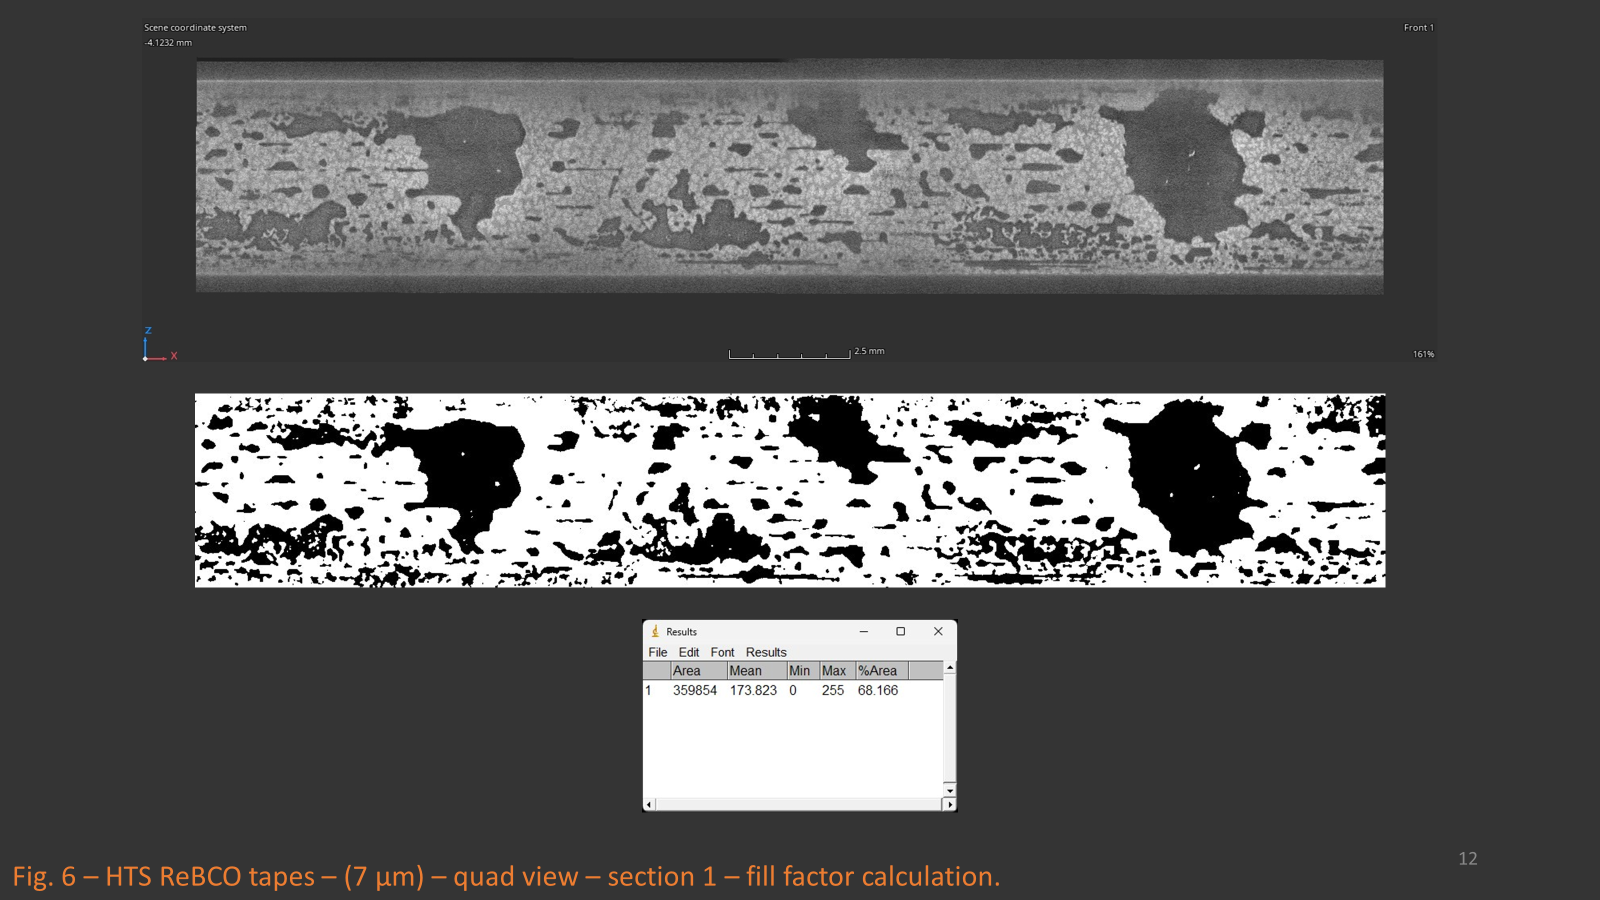 Scene coordinate system
Front 1
-4.1232 mm
Z
X
2.5 mm
161%
Results
File Edit Font Results
Area Mean Min Max %Area
1 359854 173.823 0 255 68.166
12
Fig. 6 – HTS ReBCO tapes – (7 μm) – quad view – section 1 – fill factor calculation.